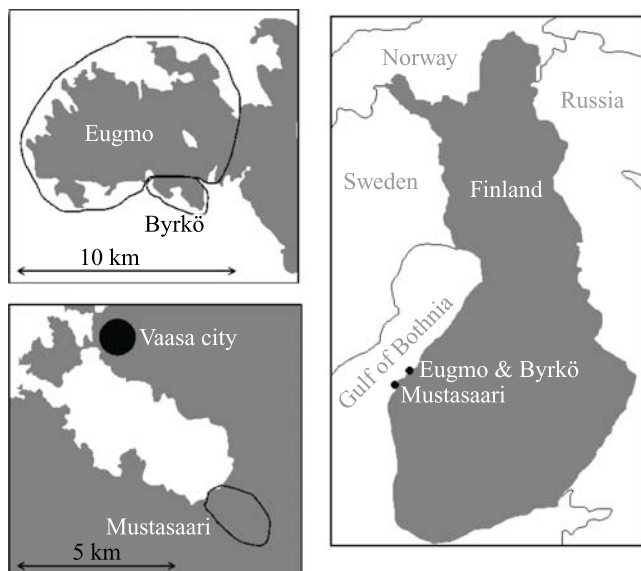 Eugmo
Byrkö
10 km
Vaasa city
Mustasaari
5 km
Norway
Russia
Sweden
Finland
Gulf of Bothnia
Eugmo & Byrkö
Mustasaari